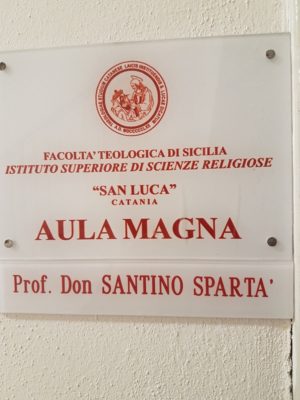 FACOLTA' TEOLOGICA DI SICILIA
ISTITUTO SUPERIORE DI SCIENZE RELIGIOSE
"SAN LUCA"
CATANIA
AULA MAGNA
Prof. Don SANTINO SPARTA'